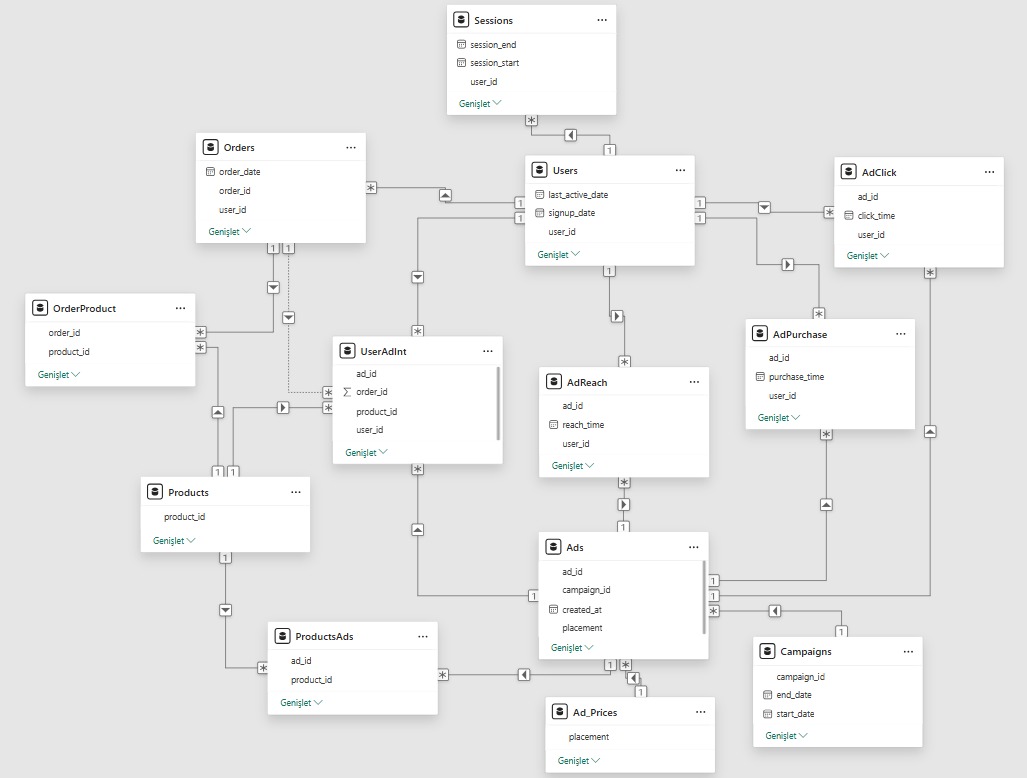 Sessions
session_end
session_start
user_id
Genişlet
*
1
Orders
order_date
order_id
user_id
Genişlet
*
1
1
Users
last_active_date
signup_date
user_id
Genişlet
1
1
1
1
1
AdClick
ad_id
click_time
user_id
Genişlet
*
*
OrderProduct
order_id
product_id
Genişlet
*
*
UserAdInt
ad_id
Σ order_id
product_id
user_id
Genişlet
*
*
*
*
AdReach
ad_id
reach_time
user_id
Genişlet
*
*
AdPurchase
ad_id
purchase_time
user_id
Genişlet
*
*
Products
product_id
Genişlet
1
1
1
Ads
ad_id
campaign_id
created_at
placement
Genişlet
1
1
1
1
*
1
*
ProductsAds
ad_id
product_id
Genişlet
*
*
Ad_Prices
placement
Genişlet
1
Campaigns
campaign_id
end_date
start_date
Genişlet
1